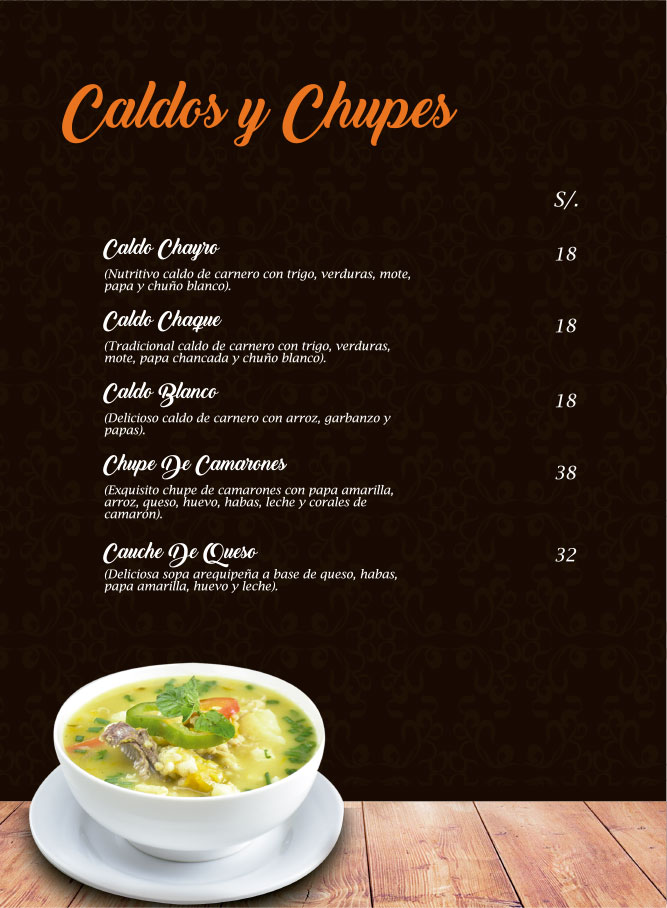 Caldos y Chupes
S/.
Caldo Chayro 18
(Nutritivo caldo de carnero con trigo, verduras, mote,
papa y chuño blanco).
Caldo Chaque 18
(Tradicional caldo de carnero con trigo, verduras,
mote, papa chancada y chuño blanco).
Caldo Blanco 18
(Delicioso caldo de carnero con arroz, garbanzo y
papas).
Chupe De Camarones 38
(Exquisito chupe de camarones con papa amarilla,
arroz, queso, huevo, habas, leche y corales de
camarón).
Cauche De Queso 32
(Deliciosa sopa arequipeña a base de queso, habas,
papa amarilla, huevo y leche).